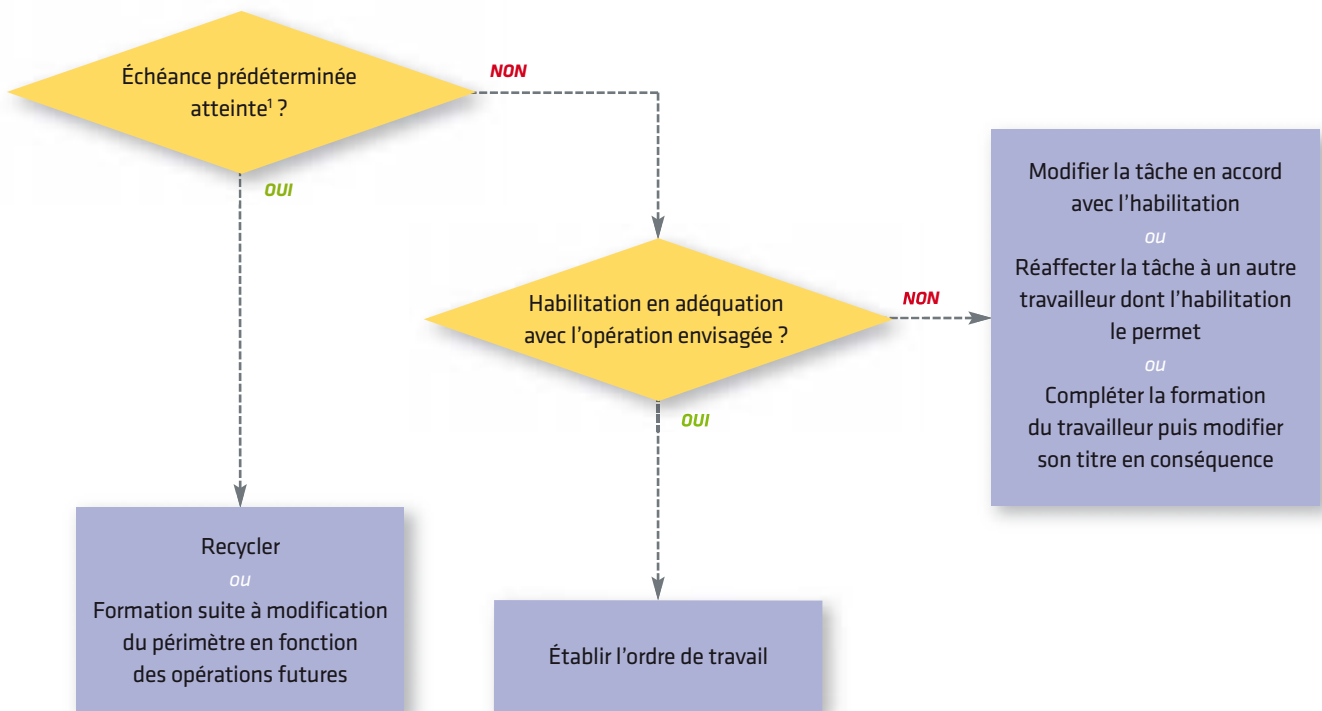 Échéance prédéterminée
atteinte¹ ?
NON
OUI
Habilitation en adéquation
avec l’opération envisagée ?
NON
OUI
Modifier la tâche en accord
avec l’habilitation
ou
Réaffecter la tâche à un autre
travailleur dont l’habilitation
le permet
ou
Compléter la formation
du travailleur puis modifier
son titre en conséquence
Recycler
ou
Formation suite à modification
du périmètre en fonction
des opérations futures
Établir l’ordre de travail